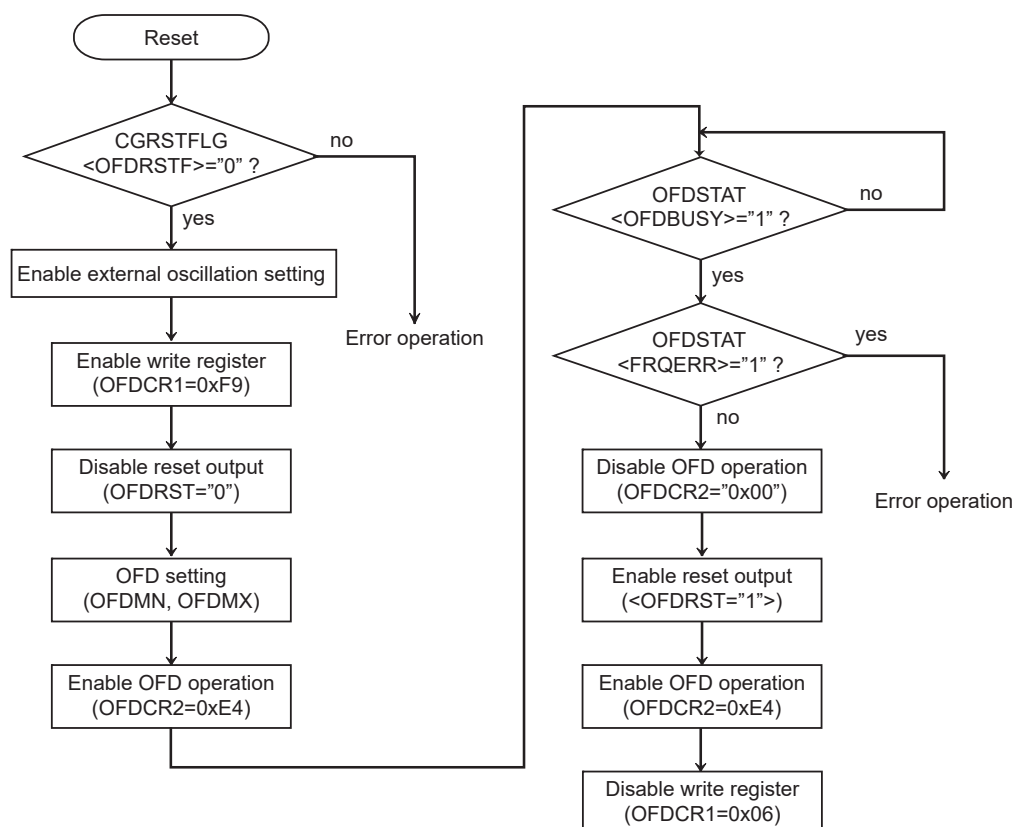 Reset
CGRSTFLG
<OFDRSTF>=”0” ?
no
yes
Enable external oscillation setting
Error operation
Enable write register
(OFDCR1=0xF9)
Disable reset output
(OFDRST=”0”)
OFD setting
(OFDMN, OFDMX)
Enable OFD operation
(OFDCR2=0xE4)
OFDSTAT
<OFDBUSY>=”1” ?
no
yes
OFDSTAT
<FRQERR>=”1” ?
yes
no
Disable OFD operation
(OFDCR2=”0x00”)
Error operation
Enable reset output
(<OFDRST=”1”>)
Enable OFD operation
(OFDCR2=0xE4)
Disable write register
(OFDCR1=0x06)